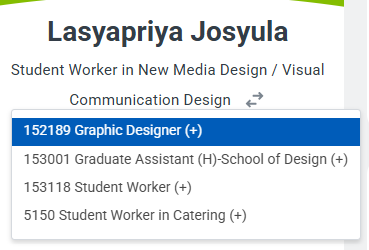 Lasyapriya Josyula
Student Worker in New Media Design / Visual
Communication Design
152189 Graphic Designer (+)
153001 Graduate Assistant (H)-School of Design (+)
153118 Student Worker (+)
5150 Student Worker in Catering (+)